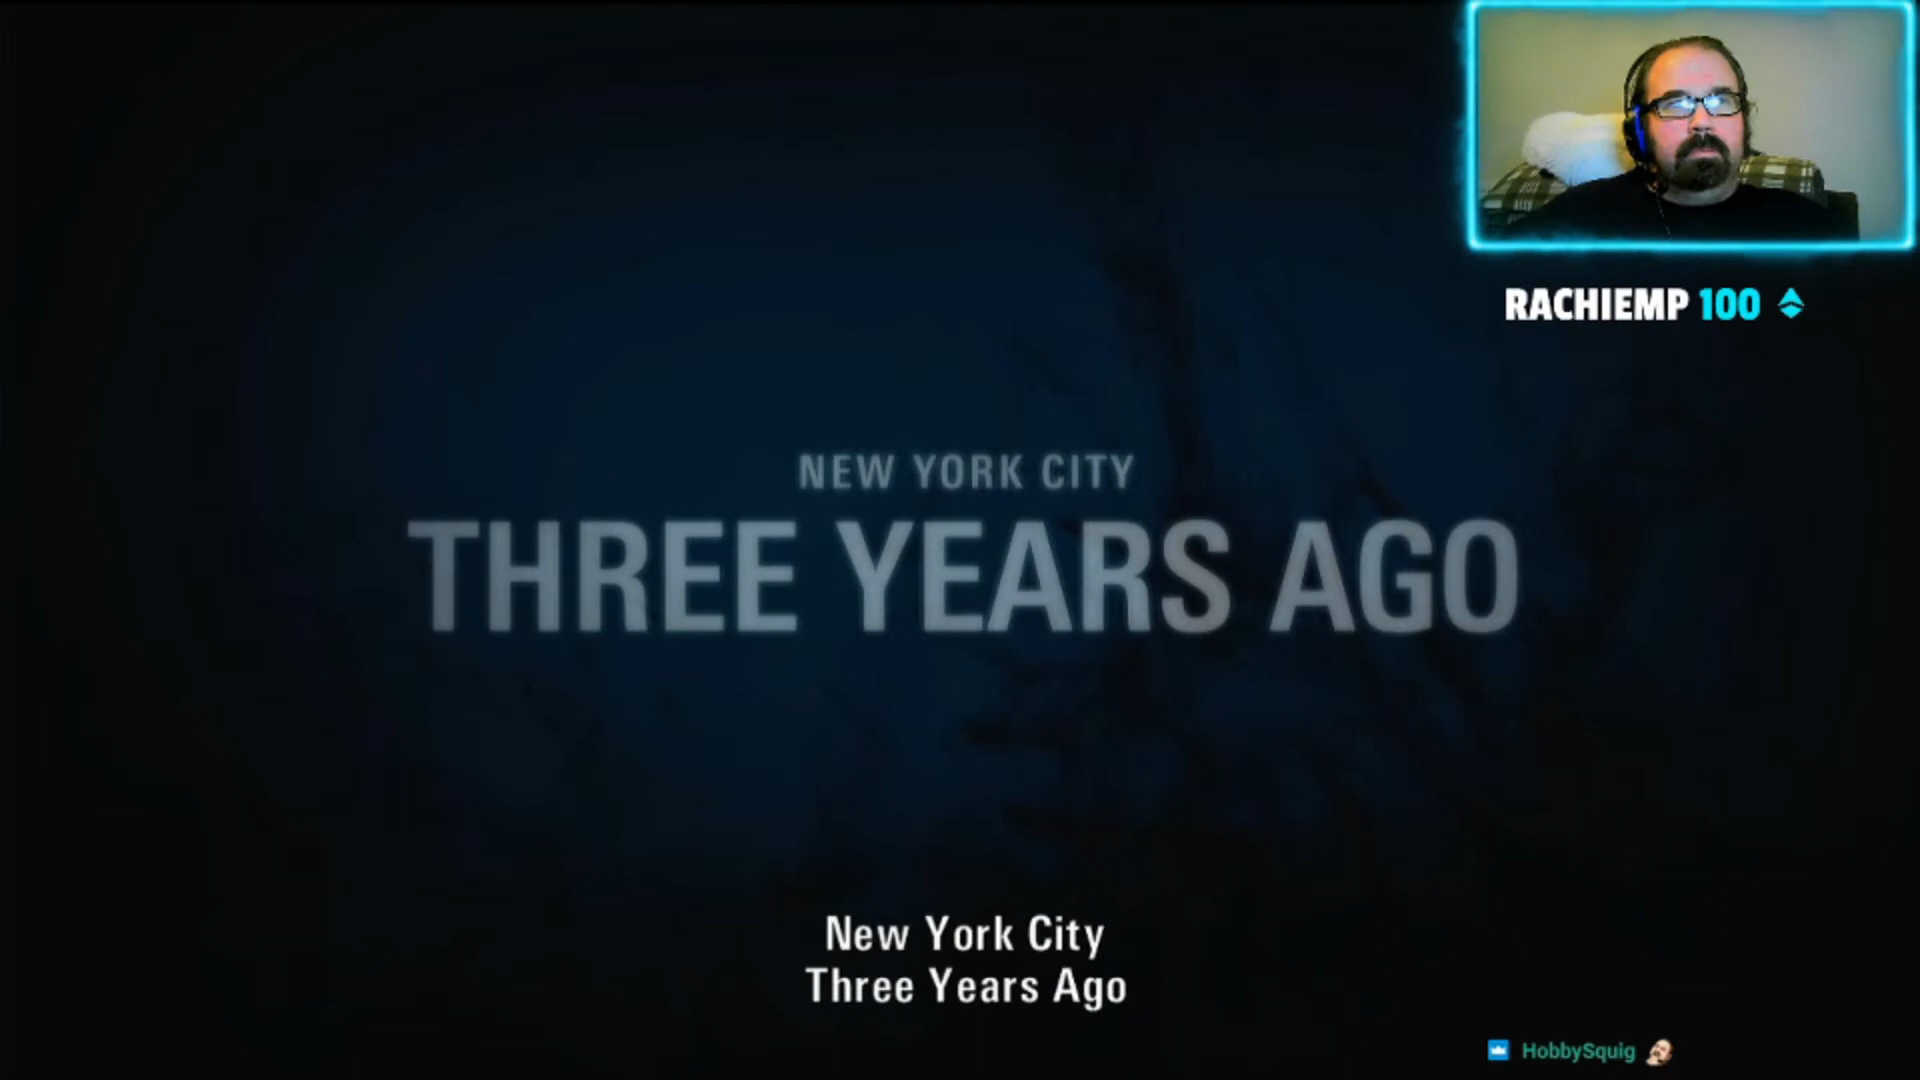 RACHIEMP 100
NEW YORK CITY
THREE YEARS AGO
New York City
Three Years Ago
HobbySquig